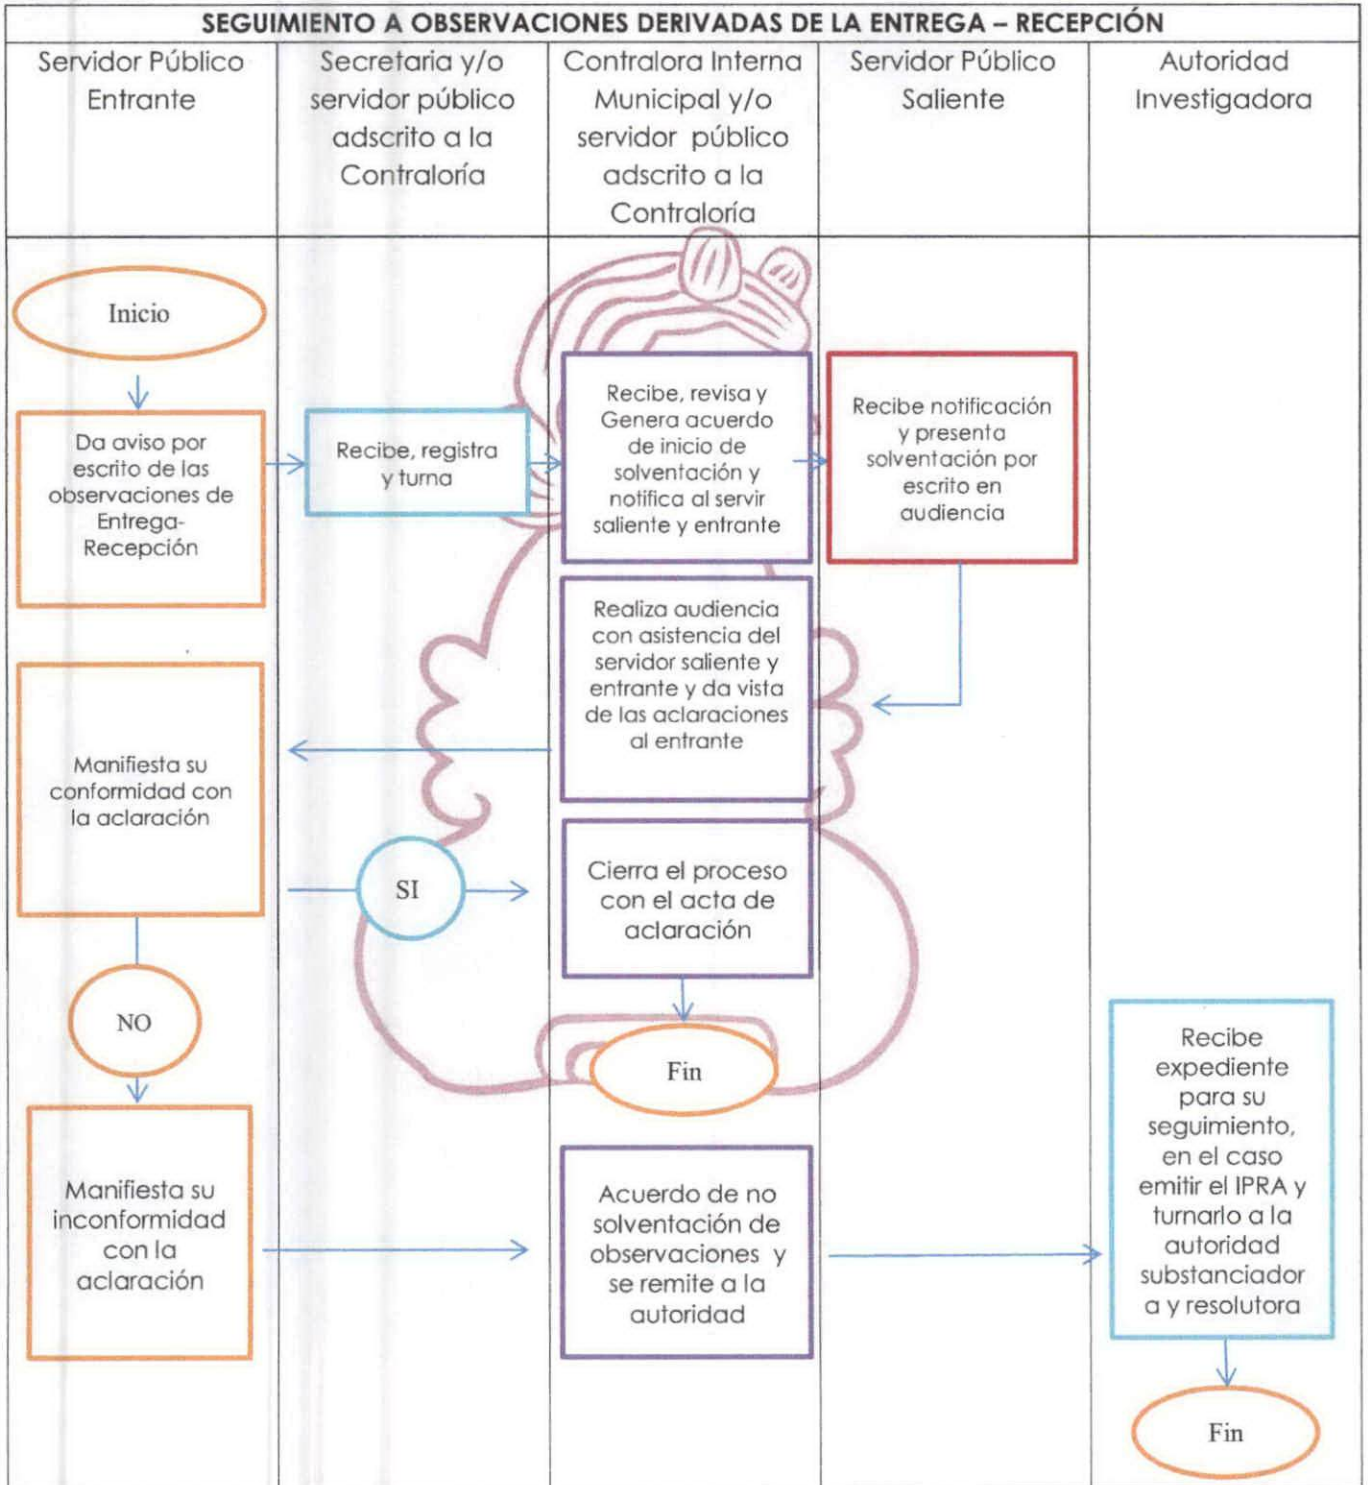 SEGUIMIENTO A OBSERVACIONES DERIVADAS DE LA ENTREGA – RECEPCIÓN
Servidor Público
Entrante
Secretaria y/o
servidor público
adscrito a la
Contraloría
Contralora Interna
Municipal y/o
servidor público
adscrito a la
Contraloría
Servidor Público
Saliente
Autoridad
Investigadora
Inicio
Da aviso por
escrito de las
observaciones de
Entrega-
Recepción
Recibe, registra
y turna
Recibe, revisa y
Genera acuerdo
de inicio de
solventación y
notifica al servir
saliente y entrante
Recibe notificación
y presenta
solventación por
escrito en
audiencia
Realiza audiencia
con asistencia del
servidor saliente y
entrante y da vista
de las aclaraciones
al entrante
Manifiesta su
conformidad con
la aclaración
SI
Cierra el proceso
con el acta de
aclaración
Fin
NO
Manifiesta su
inconformidad
con la
aclaración
Acuerdo de no
solventación de
observaciones y
se remite a la
autoridad
Recibe
expediente
para su
seguimiento,
en el caso
emitir el IPRA y
turnarlo a la
autoridad
substanciador
a y resolutora
Fin